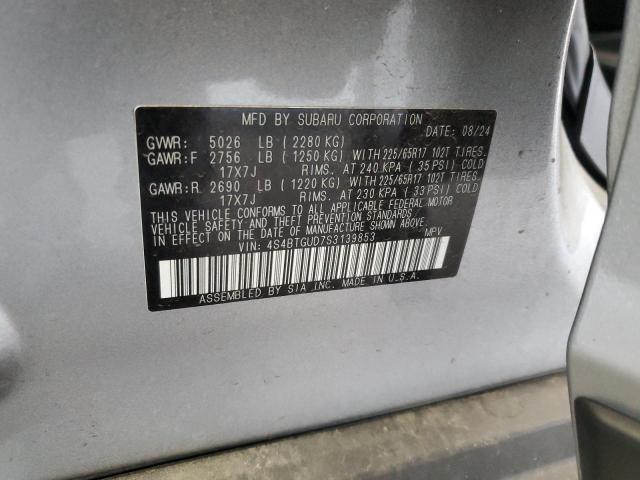 MFD BY SUBARU CORPORATION
DATE: 08/24
GVWR: 5026 LB ( 2280 KG)
GAWR:F 2756 LB ( 1250 KG) WITH 225/65R17 102T TIRES.
17X7J RIMS. AT 240 KPA ( 35 PSI) COLD
GAWR:R 2690 LB ( 1220 KG) WITH 225/65R17 102T TIRES.
17X7J RIMS. AT 230 KPA ( 33 PSI) COLD
THIS VEHICLE CONFORMS TO ALL APPLICABLE FEDERAL MOTOR
VEHICLE SAFETY, BUMPER, AND THEFT PREVENTION STANDARDS
IN EFFECT ON THE DATE OF MANUFACTURE SHOWN ABOVE.
VIN: 4S4BTGUD7S3139853 MPV
ASSEMBLED BY SIA INC. MADE IN U.S.A.